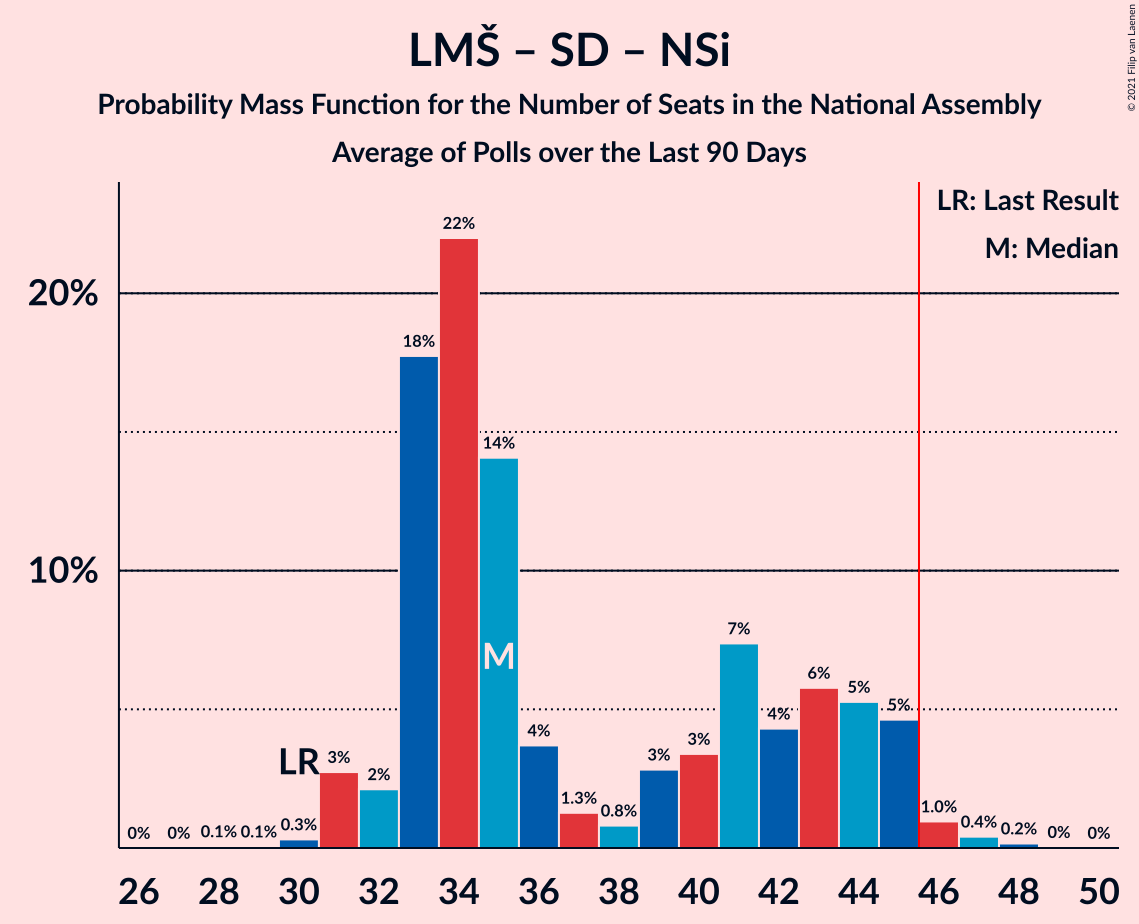 LMŠ – SD – NSi
Probability Mass Function for the Number of Seats in the National Assembly
Average of Polls over the Last 90 Days
© 2021 Filip van Laenen
LR: Last Result
M: Median
20%
10%
0% 0% 0.1% 0.1% 0.3% 3% 2% 18% 22% 14% 4% 1.3% 0.8% 3% 3% 7% 4% 6% 5% 5% 1.0% 0.4% 0.2% 0% 0%
LR
M
26 28 30 32 34 36 38 40 42 44 46 48 50